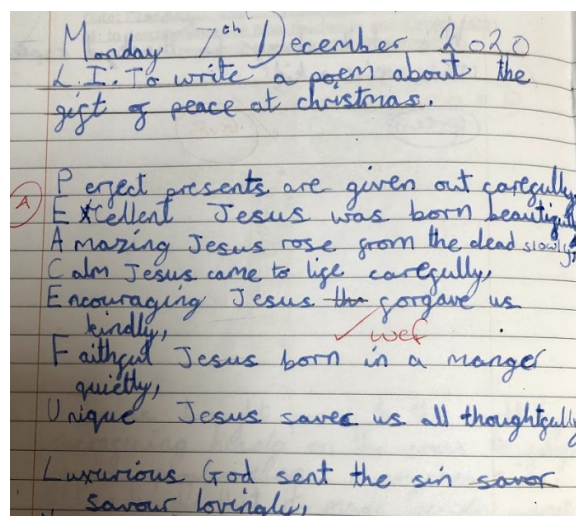 Monday 7th December 2020
L.I. To write a poem about the
gift of peace at christmas.
Perfect presents are given out carefully,
A
Excellent Jesus was born beautifully
Amazing Jesus rose from the dead slowly,
Calm Jesus came to life carefully,
Encouraging Jesus the forgave us
kindly,
wef
Faithful Jesus born in a manger
quietly,
Unique Jesus saves us all thoughtfully
Luxurious God sent the sin savor
savour lovingly,